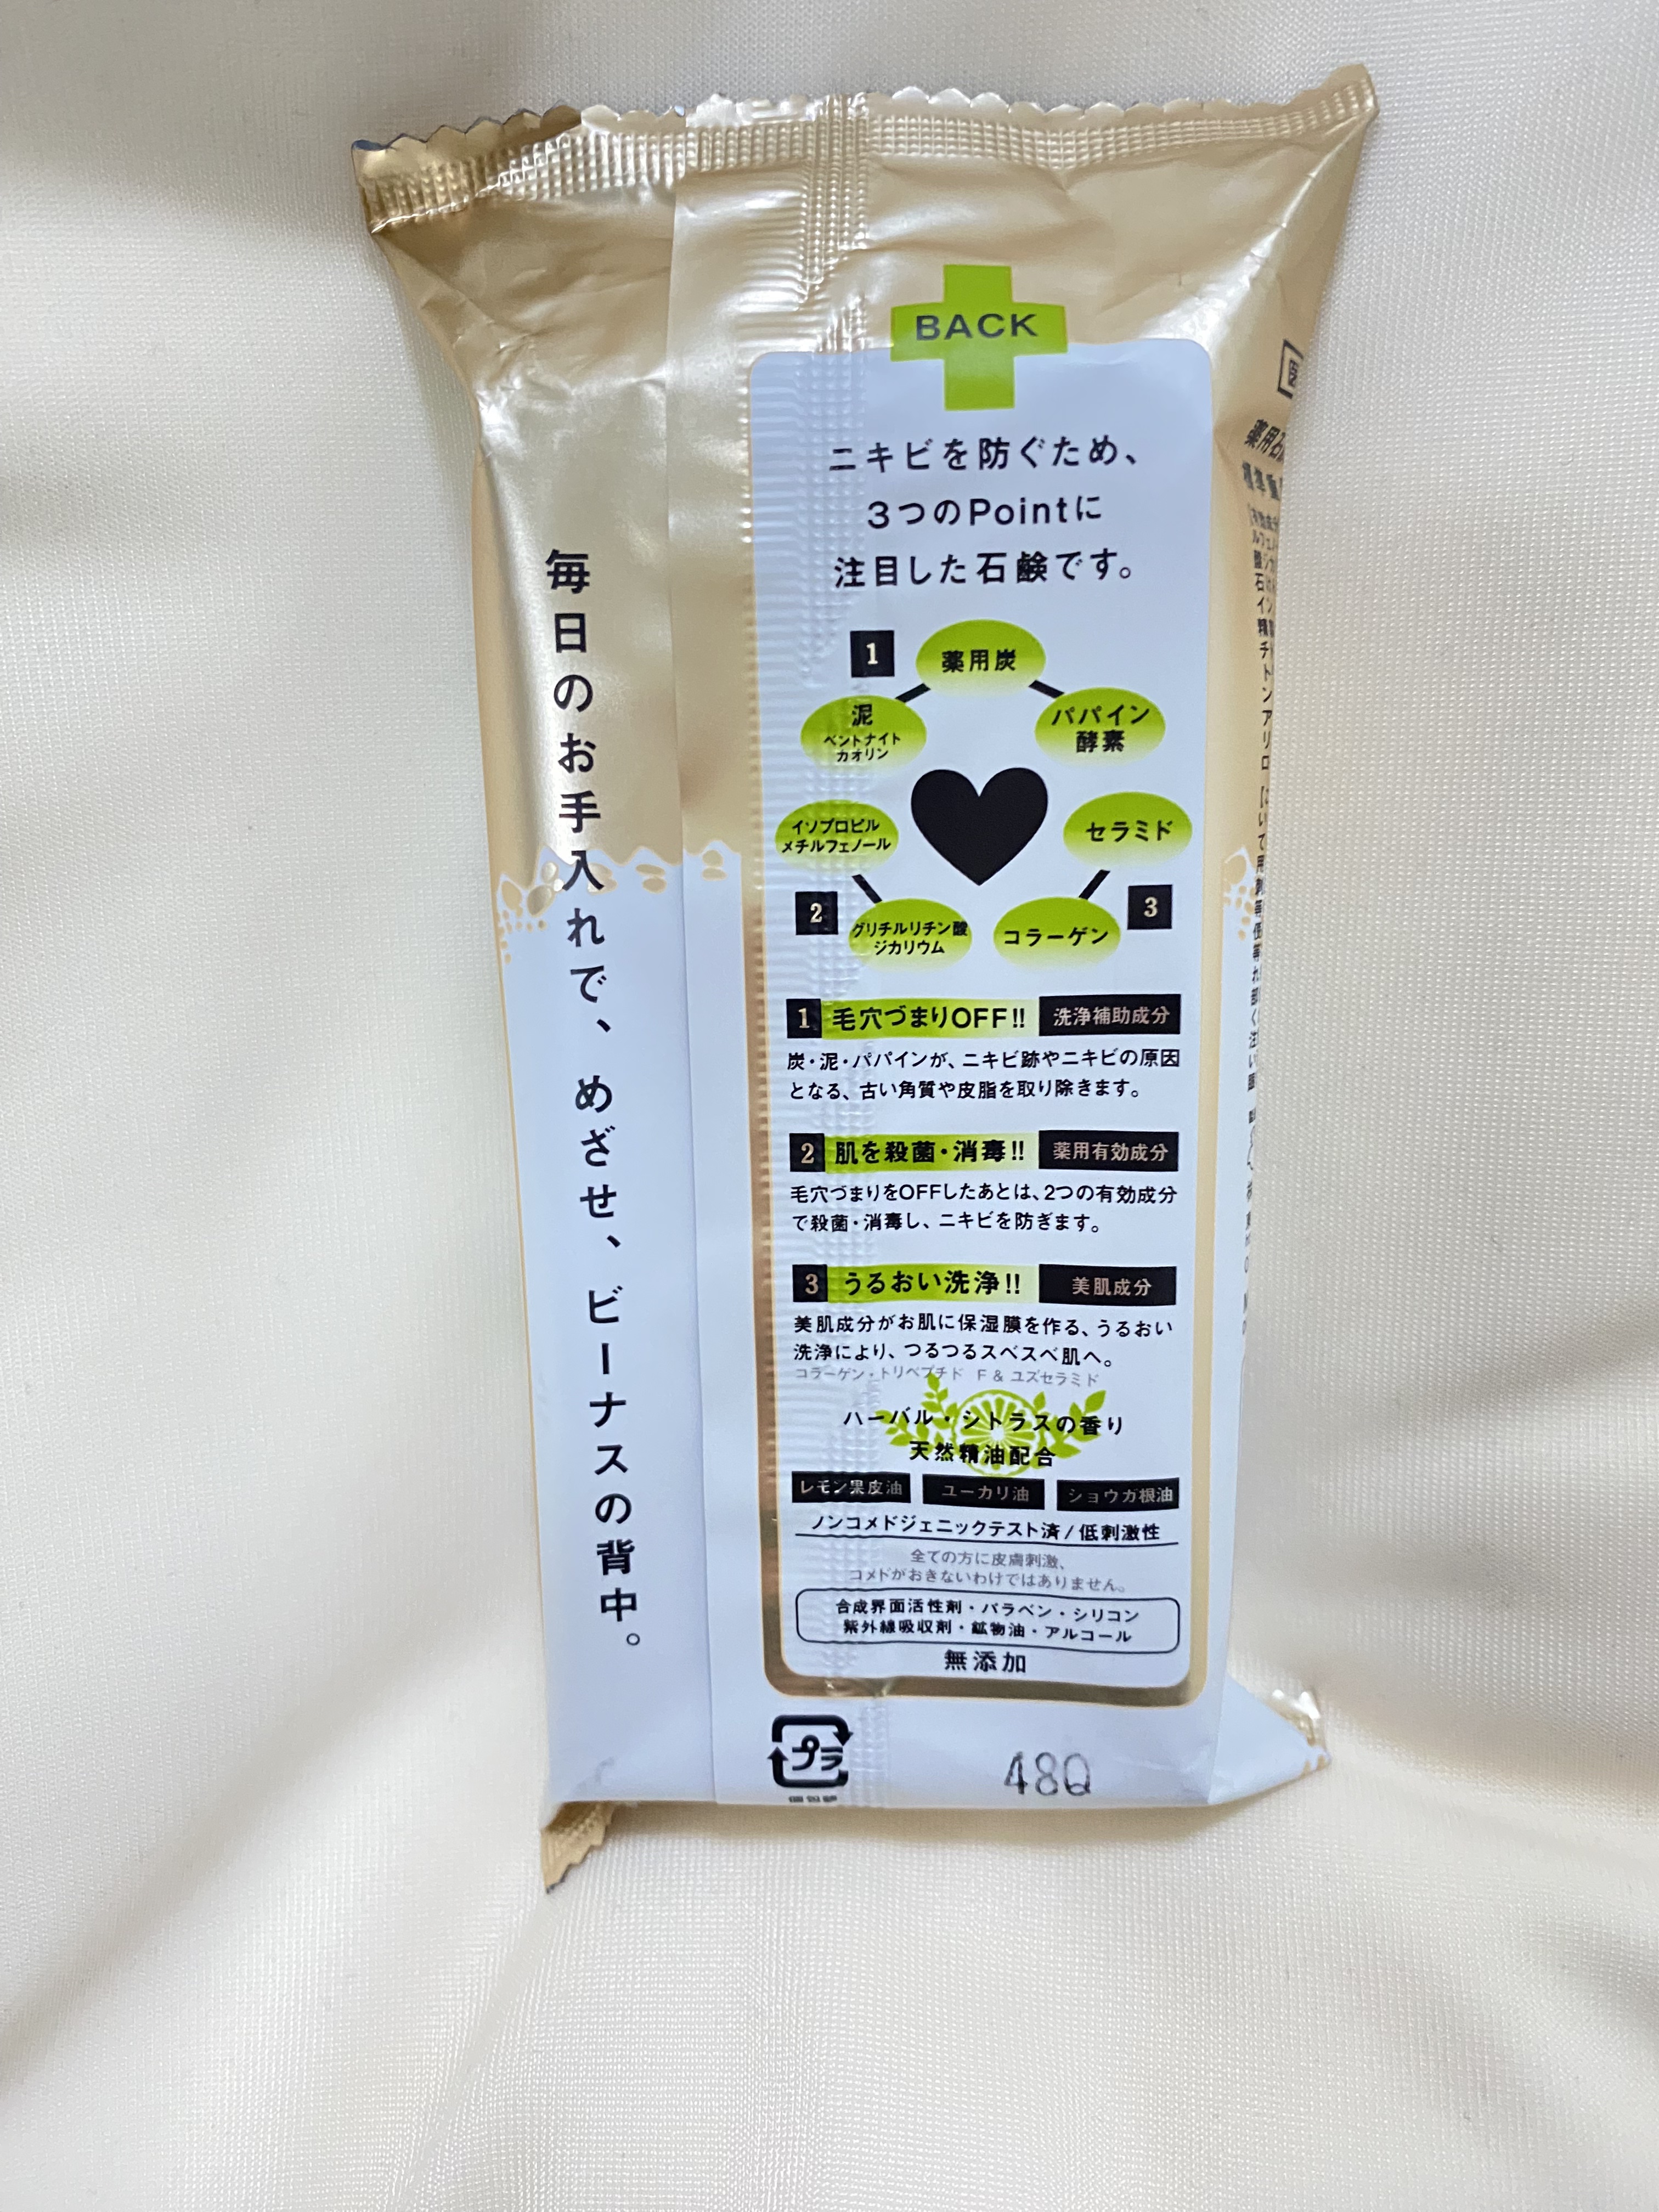 BACK
ニキビを防ぐため、
3つのPointに
注目した石鹸です。
1
薬用炭
泥
ベントナイト
カオリン
パパイン
酵素
イソプロピル
メチルフェノール
セラミド
2
グリチルリチン酸
ジカリウム
コラーゲン
3
1 毛穴づまりOFF!! 洗浄補助成分
炭・泥・パパインが、ニキビ跡やニキビの原因
となる、古い角質や皮脂を取り除きます。
2 肌を殺菌・消毒!! 薬用有効成分
毛穴づまりをOFFしたあとは、2つの有効成分
で殺菌・消毒し、ニキビを防ぎます。
3 うるおい洗浄!! 美肌成分
美肌成分がお肌に保湿膜を作る、うるおい
洗浄により、つるつるスベスベ肌へ。
コラーゲン・トリペプチド F & ユズセラミド
ハーバル・シトラスの香り
天然精油配合
レモン果皮油 ユーカリ油 ショウガ根油
ノンコメドジェニックテスト済/低刺激性
全ての方に皮膚刺激、
コメドがおきないわけではありません。
合成界面活性剤・パラベン・シリコン
紫外線吸収剤・鉱物油・アルコール
無添加
プラ
48Q
毎日のお手入れで、めざせ、ビーナスの背中。
薬用石
標準重